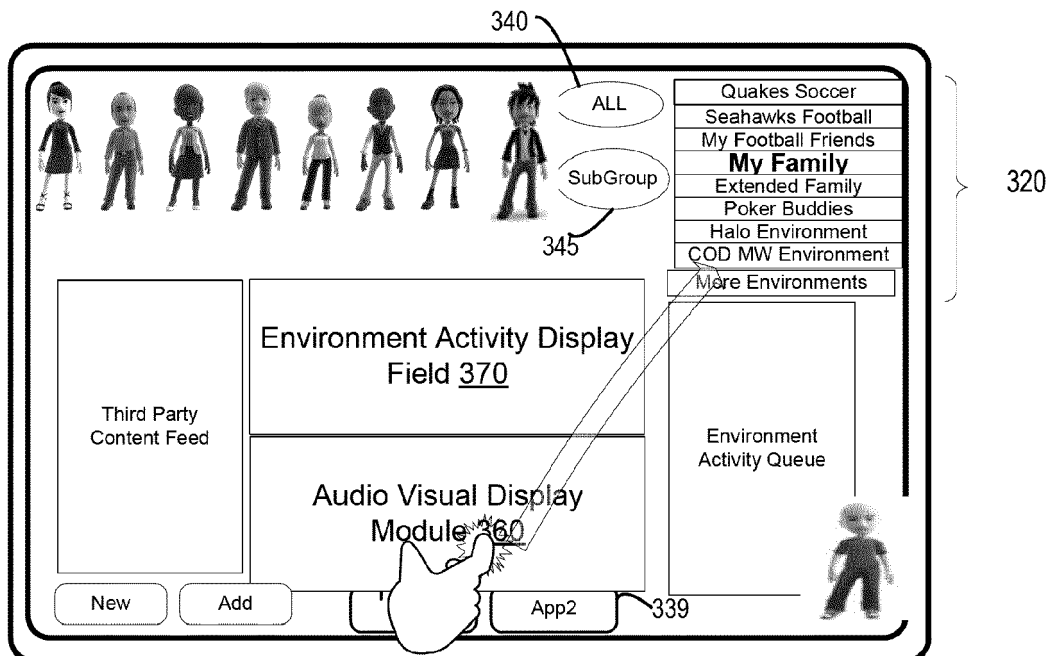 340
ALL
SubGroup
345
Quakes Soccer
Seahawks Football
My Football Friends
My Family
Extended Family
Poker Buddies
Halo Environment
COD MW Environment
More Environments
320
Third Party
Content Feed
Environment Activity Display
Field 370
Audio Visual Display
Module 360
Environment
Activity Queue
New
Add
App2
339